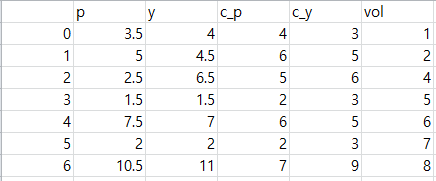 p y c_p c_y vol
0 3.5 4 4 3 1
1 5 4.5 6 5 2
2 2.5 6.5 5 6 4
3 1.5 1.5 2 3 5
4 7.5 7 6 5 6
5 2 2 2 3 7
6 10.5 11 7 9 8